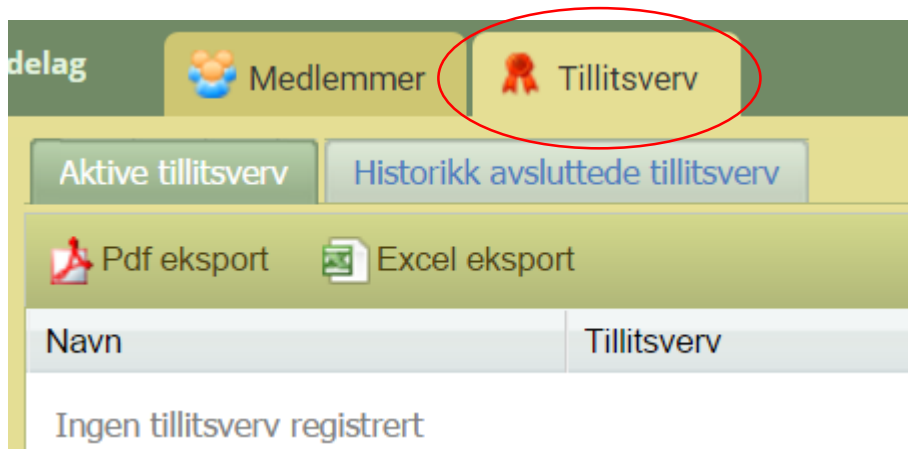 delag
Medlemmer
Tillitsverv
Aktive tillitsverv
Historikk avsluttede tillitsverv
Pdf eksport
Excel eksport
Navn
Tillitsverv
Ingen tillitsverv registrert